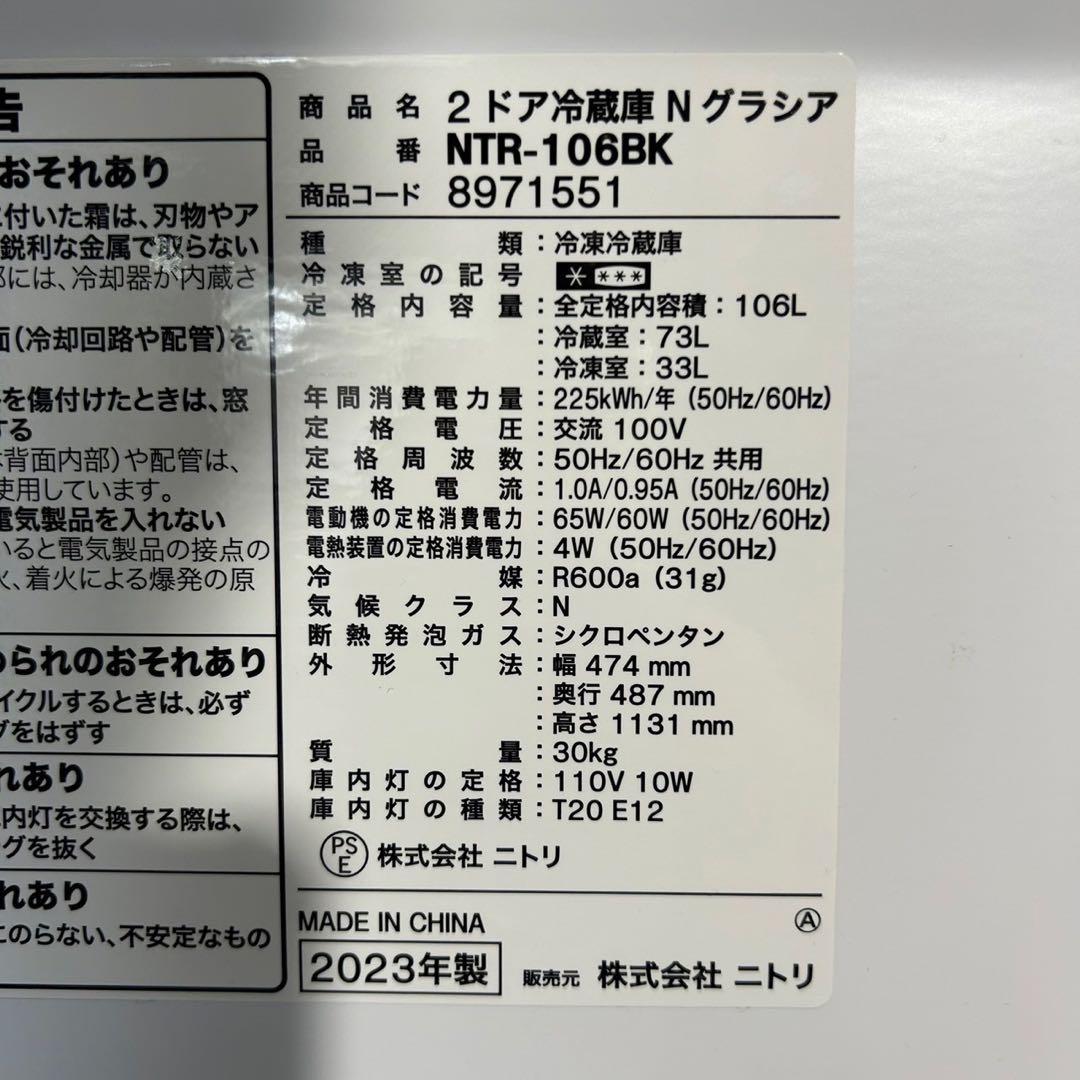 告
おそれあり
に付いた霜は、刃物やア
鋭利な金属で取らない
部には、冷却器が内蔵さ
面(冷却回路や配管)を
を傷付けたときは、窓
する
背面内部)や配管は、
使用しています。
電気製品を入れない
いると電気製品の接点の
火、着火による爆発の原
められのおそれあり
イクルするときは、必ず
グをはずす
れあり
内灯を交換する際は、
グを抜く
れあり
にのらない、不安定なもの
商品名 2ドア冷蔵庫 N グラシア
品番 NTR-106BK
商品コード 8971551
種類:冷凍冷蔵庫
冷凍室の記号 * ***
定格内容量:全定格内容積:106L
:冷蔵室:73L
:冷凍室:33L
年間消費電力量:225kWh/年 (50Hz/60Hz)
定格電圧:交流 100V
定格周波数:50Hz/60Hz 共用
定格電流:1.0A/0.95A (50Hz/60Hz)
電動機の定格消費電力:65W/60W (50Hz/60Hz)
電熱装置の定格消費電力:4W (50Hz/60Hz)
冷媒:R600a (31g)
気候クラス:N
断熱発泡ガス:シクロペンタン
外形寸法:幅 474 mm
:奥行 487 mm
:高さ 1131 mm
質量:30kg
庫内灯の定格:110V 10W
庫内灯の種類:T20 E12
PSE 株式会社 ニトリ
MADE IN CHINA Ⓐ
2023年製 販売元 株式会社 ニトリ